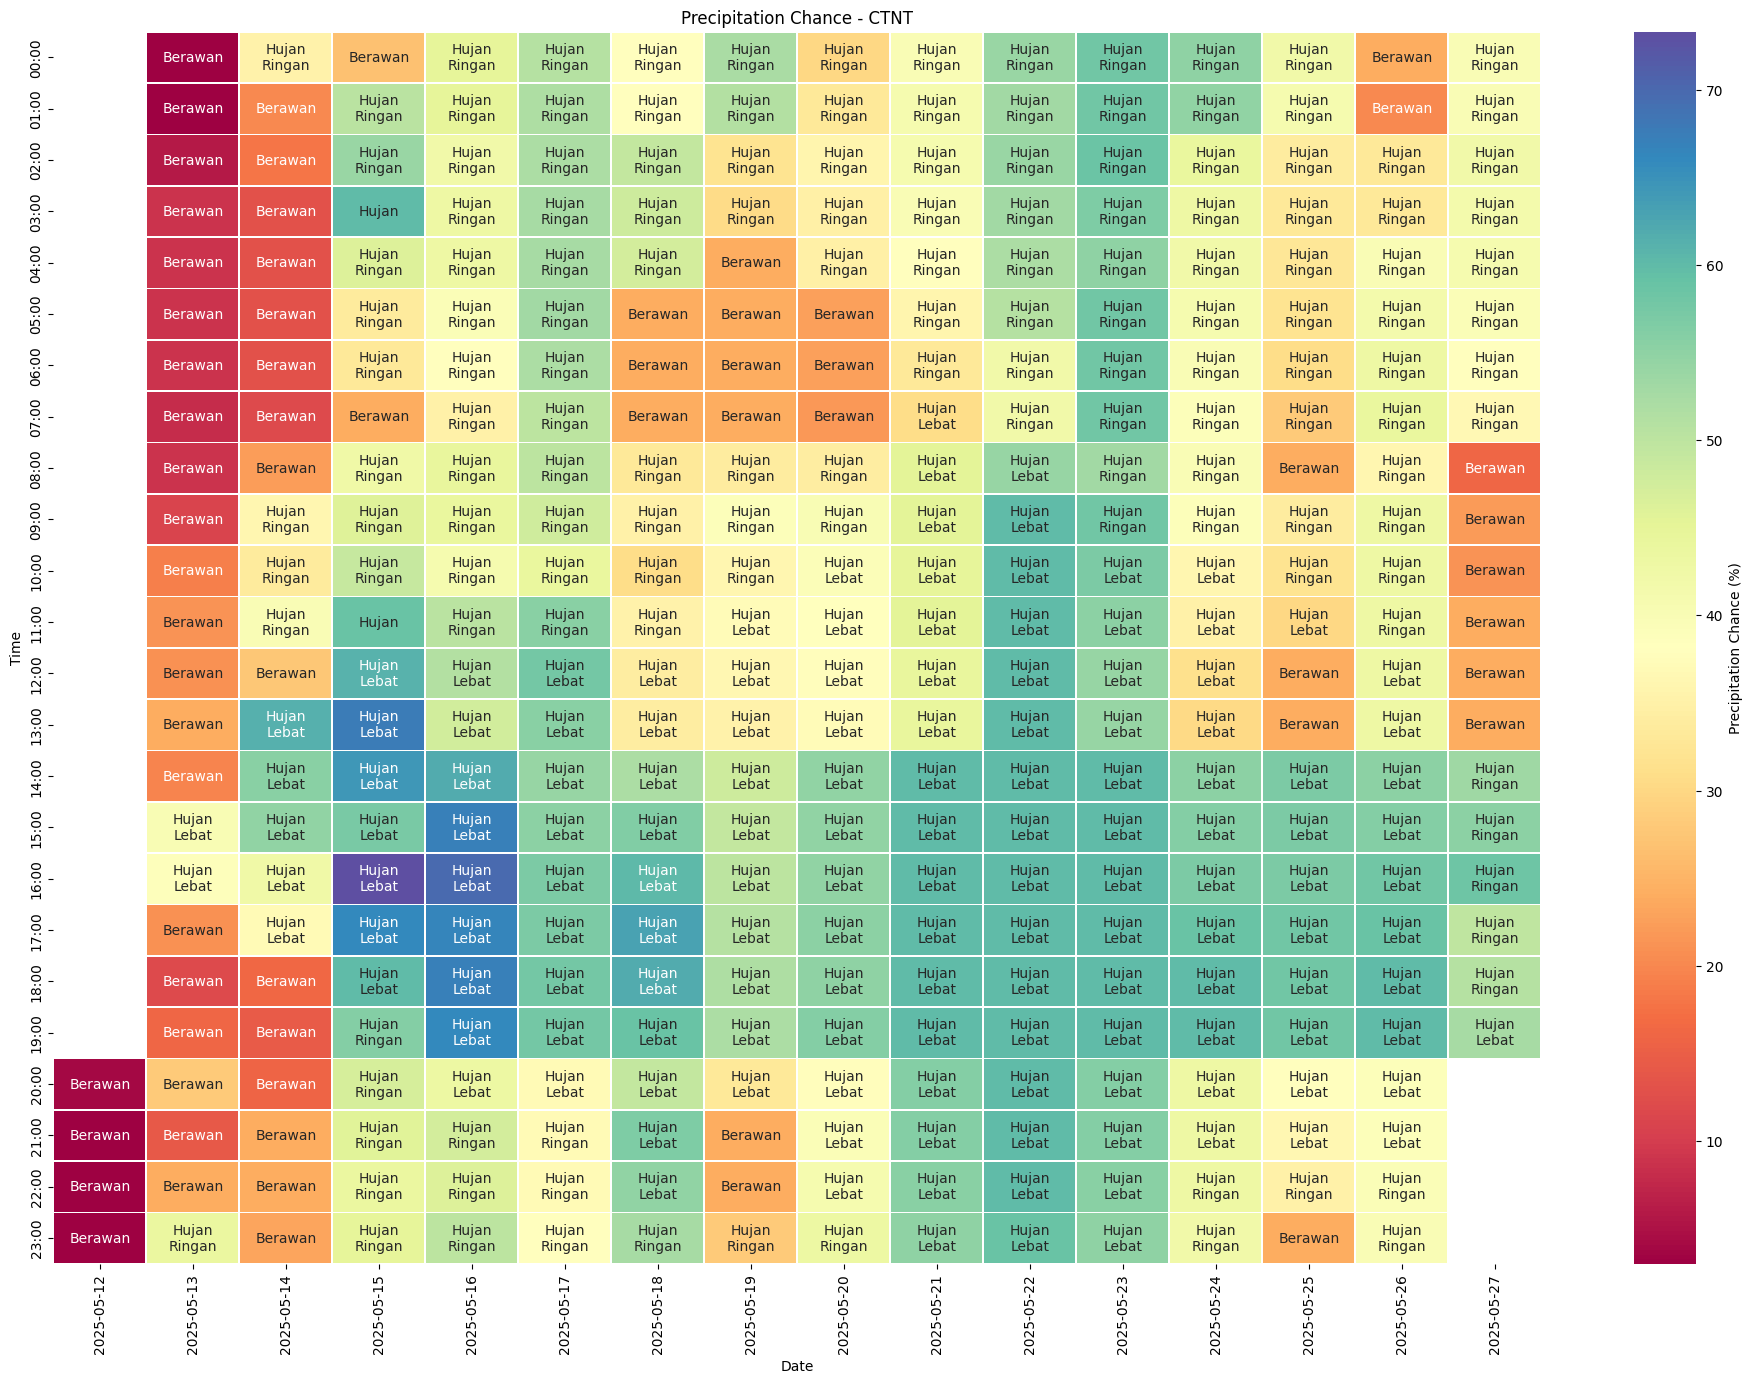 Precipitation Chance - CTNT
00:00 Berawan Hujan Ringan Berawan Hujan Ringan Hujan Ringan Hujan Ringan Hujan Ringan Hujan Ringan Hujan Ringan Hujan Ringan Hujan Ringan Hujan Ringan Hujan Ringan Berawan Hujan Ringan
01:00 Berawan Berawan Hujan Ringan Hujan Ringan Hujan Ringan Hujan Ringan Hujan Ringan Hujan Ringan Hujan Ringan Hujan Ringan Hujan Ringan Hujan Ringan Hujan Ringan Berawan Hujan Ringan
02:00 Berawan Berawan Hujan Ringan Hujan Ringan Hujan Ringan Hujan Ringan Hujan Ringan Hujan Ringan Hujan Ringan Hujan Ringan Hujan Ringan Hujan Ringan Hujan Ringan Hujan Ringan Hujan Ringan
03:00 Berawan Berawan Hujan Hujan Ringan Hujan Ringan Hujan Ringan Hujan Ringan Hujan Ringan Hujan Ringan Hujan Ringan Hujan Ringan Hujan Ringan Hujan Ringan Hujan Ringan Hujan Ringan
04:00 Berawan Berawan Hujan Ringan Hujan Ringan Hujan Ringan Hujan Ringan Berawan Hujan Ringan Hujan Ringan Hujan Ringan Hujan Ringan Hujan Ringan Hujan Ringan Hujan Ringan Hujan Ringan
05:00 Berawan Berawan Hujan Ringan Hujan Ringan Hujan Ringan Berawan Berawan Berawan Hujan Ringan Hujan Ringan Hujan Ringan Hujan Ringan Hujan Ringan Hujan Ringan Hujan Ringan
06:00 Berawan Berawan Hujan Ringan Hujan Ringan Hujan Ringan Berawan Berawan Berawan Hujan Ringan Hujan Ringan Hujan Ringan Hujan Ringan Hujan Ringan Hujan Ringan Hujan Ringan
07:00 Berawan Berawan Berawan Hujan Ringan Hujan Ringan Berawan Berawan Berawan Hujan Lebat Hujan Ringan Hujan Ringan Hujan Ringan Hujan Ringan Hujan Ringan Hujan Ringan
08:00 Berawan Berawan Hujan Ringan Hujan Ringan Hujan Ringan Hujan Ringan Hujan Ringan Hujan Ringan Hujan Lebat Hujan Lebat Hujan Ringan Hujan Ringan Berawan Hujan Ringan Berawan
09:00 Berawan Hujan Ringan Hujan Ringan Hujan Ringan Hujan Ringan Hujan Ringan Hujan Ringan Hujan Ringan Hujan Lebat Hujan Lebat Hujan Ringan Hujan Ringan Hujan Ringan Hujan Ringan Berawan
10:00 Berawan Hujan Ringan Hujan Ringan Hujan Ringan Hujan Ringan Hujan Ringan Hujan Ringan Hujan Lebat Hujan Lebat Hujan Lebat Hujan Lebat Hujan Lebat Hujan Ringan Hujan Ringan Berawan
11:00 Berawan Hujan Ringan Hujan Hujan Ringan Hujan Ringan Hujan Ringan Hujan Lebat Hujan Lebat Hujan Lebat Hujan Lebat Hujan Lebat Hujan Lebat Hujan Lebat Hujan Ringan Berawan
12:00 Berawan Berawan Hujan Lebat Hujan Lebat Hujan Lebat Hujan Lebat Hujan Lebat Hujan Lebat Hujan Lebat Hujan Lebat Hujan Lebat Hujan Lebat Berawan Hujan Lebat Berawan
13:00 Berawan Hujan Lebat Hujan Lebat Hujan Lebat Hujan Lebat Hujan Lebat Hujan Lebat Hujan Lebat Hujan Lebat Hujan Lebat Hujan Lebat Hujan Lebat Berawan Hujan Lebat Berawan
14:00 Berawan Hujan Lebat Hujan Lebat Hujan Lebat Hujan Lebat Hujan Lebat Hujan Lebat Hujan Lebat Hujan Lebat Hujan Lebat Hujan Lebat Hujan Lebat Hujan Lebat Hujan Lebat Hujan Ringan
15:00 Hujan Lebat Hujan Lebat Hujan Lebat Hujan Lebat Hujan Lebat Hujan Lebat Hujan Lebat Hujan Lebat Hujan Lebat Hujan Lebat Hujan Lebat Hujan Lebat Hujan Lebat Hujan Lebat Hujan Ringan
16:00 Hujan Lebat Hujan Lebat Hujan Lebat Hujan Lebat Hujan Lebat Hujan Lebat Hujan Lebat Hujan Lebat Hujan Lebat Hujan Lebat Hujan Lebat Hujan Lebat Hujan Lebat Hujan Lebat Hujan Ringan
17:00 Berawan Hujan Lebat Hujan Lebat Hujan Lebat Hujan Lebat Hujan Lebat Hujan Lebat Hujan Lebat Hujan Lebat Hujan Lebat Hujan Lebat Hujan Lebat Hujan Lebat Hujan Lebat Hujan Ringan
18:00 Berawan Berawan Hujan Lebat Hujan Lebat Hujan Lebat Hujan Lebat Hujan Lebat Hujan Lebat Hujan Lebat Hujan Lebat Hujan Lebat Hujan Lebat Hujan Lebat Hujan Lebat Hujan Ringan
19:00 Berawan Berawan Hujan Ringan Hujan Lebat Hujan Lebat Hujan Lebat Hujan Lebat Hujan Lebat Hujan Lebat Hujan Lebat Hujan Lebat Hujan Lebat Hujan Lebat Hujan Lebat Hujan Lebat
20:00 Berawan Berawan Berawan Hujan Ringan Hujan Lebat Hujan Lebat Hujan Lebat Hujan Lebat Hujan Lebat Hujan Lebat Hujan Lebat Hujan Lebat Hujan Lebat Hujan Lebat Hujan Lebat
21:00 Berawan Berawan Berawan Hujan Ringan Hujan Ringan Hujan Ringan Hujan Lebat Berawan Hujan Lebat Hujan Lebat Hujan Lebat Hujan Lebat Hujan Lebat Hujan Lebat Hujan Lebat
22:00 Berawan Berawan Berawan Hujan Ringan Hujan Ringan Hujan Ringan Hujan Lebat Berawan Hujan Lebat Hujan Lebat Hujan Lebat Hujan Lebat Hujan Ringan Hujan Ringan Hujan Ringan
23:00 Berawan Hujan Ringan Berawan Hujan Ringan Hujan Ringan Hujan Ringan Hujan Ringan Hujan Ringan Hujan Ringan Hujan Lebat Hujan Lebat Hujan Lebat Hujan Ringan Berawan Hujan Ringan
2025-05-12 2025-05-13 2025-05-14 2025-05-15 2025-05-16 2025-05-17 2025-05-18 2025-05-19 2025-05-20 2025-05-21 2025-05-22 2025-05-23 2025-05-24 2025-05-25 2025-05-26 2025-05-27
Date
Time
70
60
50
40
30
20
10
Precipitation Chance (%)